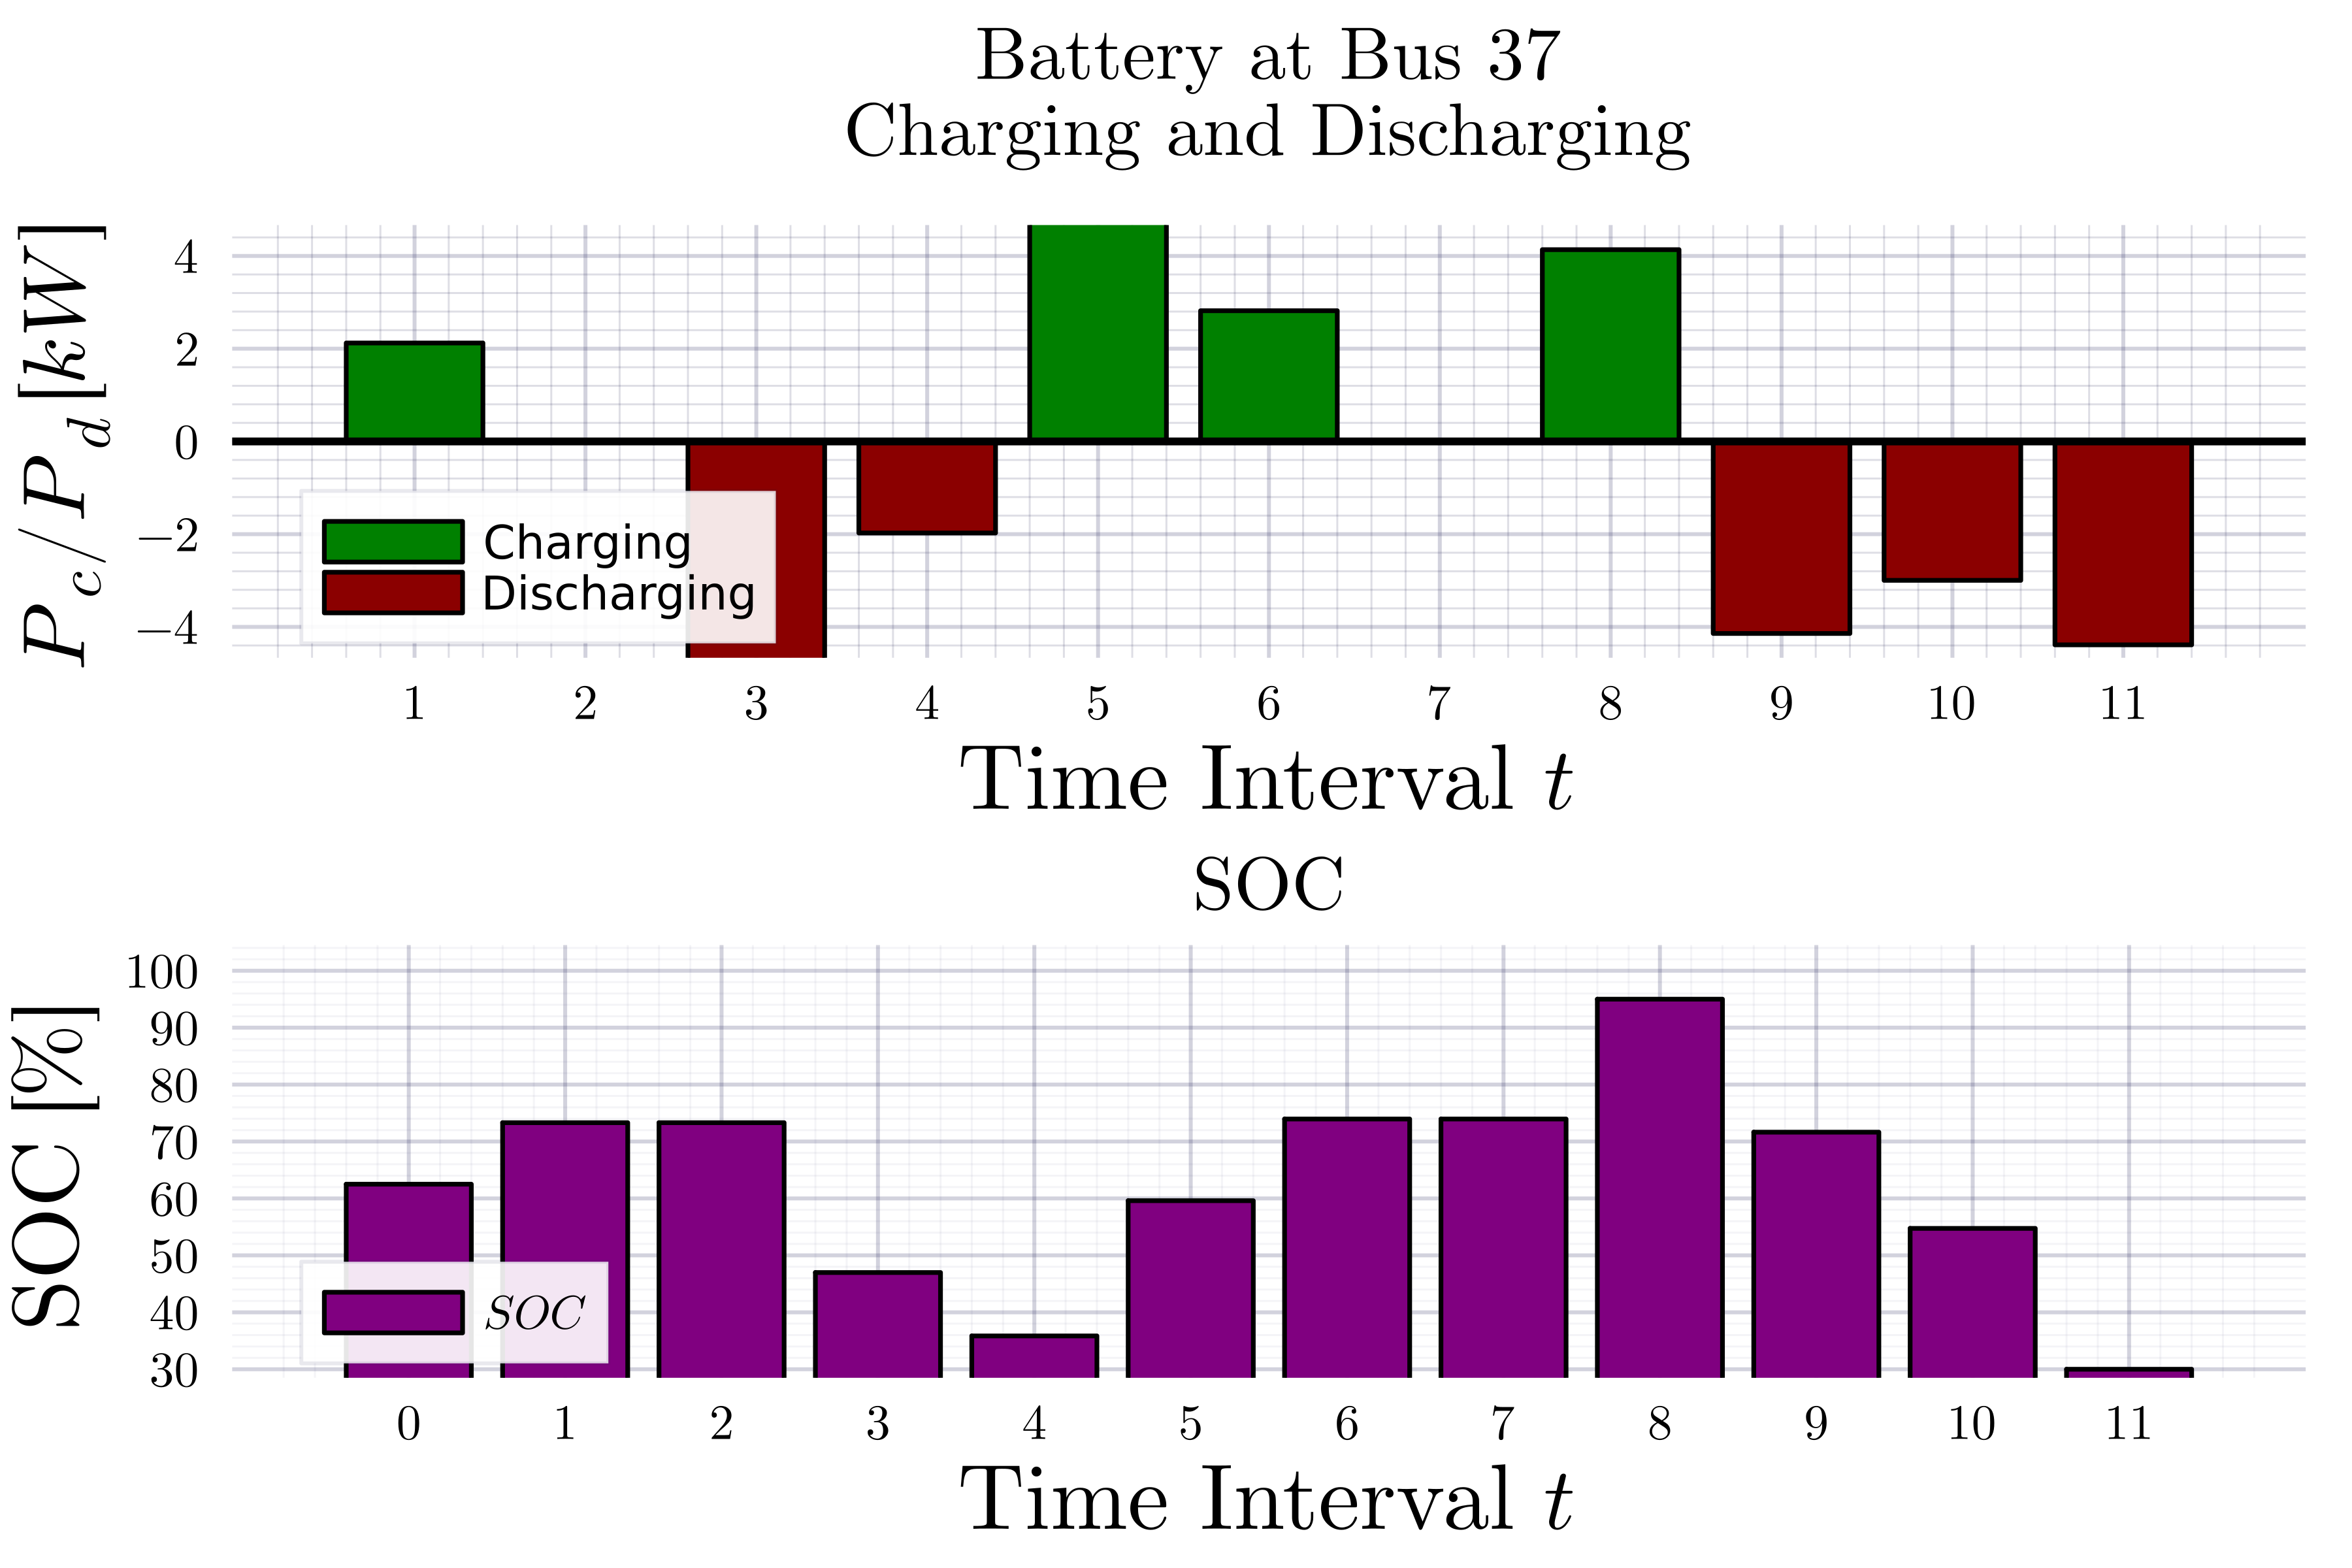 Battery at Bus 37
Charging and Discharging
P_c/P_d [kW]
4
2
0
−2
−4
Charging
Discharging
1 2 3 4 5 6 7 8 9 10 11
Time Interval t
SOC
SOC [%]
100
90
80
70
60
50
40
30
SOC
0 1 2 3 4 5 6 7 8 9 10 11
Time Interval t